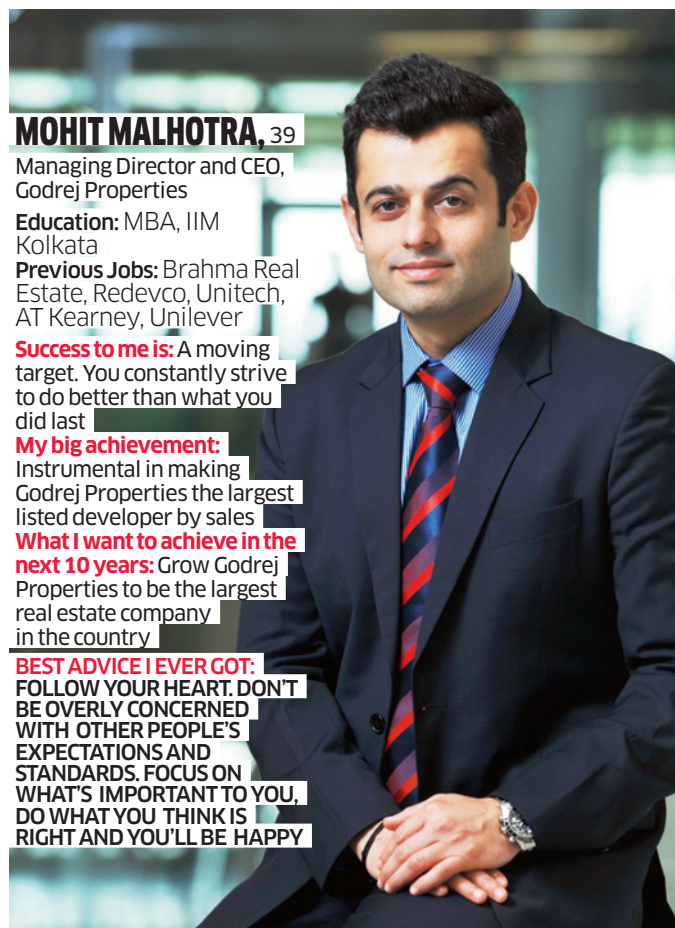 MOHIT MALHOTRA, 39
Managing Director and CEO,
Godrej Properties
Education: MBA, IIM
Kolkata
Previous Jobs: Brahma Real
Estate, Redevco, Unitech,
AT Kearney, Unilever
Success to me is: A moving
target. You constantly strive
to do better than what you
did last
My big achievement:
Instrumental in making
Godrej Properties the largest
listed developer by sales
What I want to achieve in the
next 10 years: Grow Godrej
Properties to be the largest
real estate company
in the country
BEST ADVICE I EVER GOT:
FOLLOW YOUR HEART. DON'T
BE OVERLY CONCERNED
WITH OTHER PEOPLE'S
EXPECTATIONS AND
STANDARDS. FOCUS ON
WHAT'S IMPORTANT TO YOU,
DO WHAT YOU THINK IS
RIGHT AND YOU'LL BE HAPPY